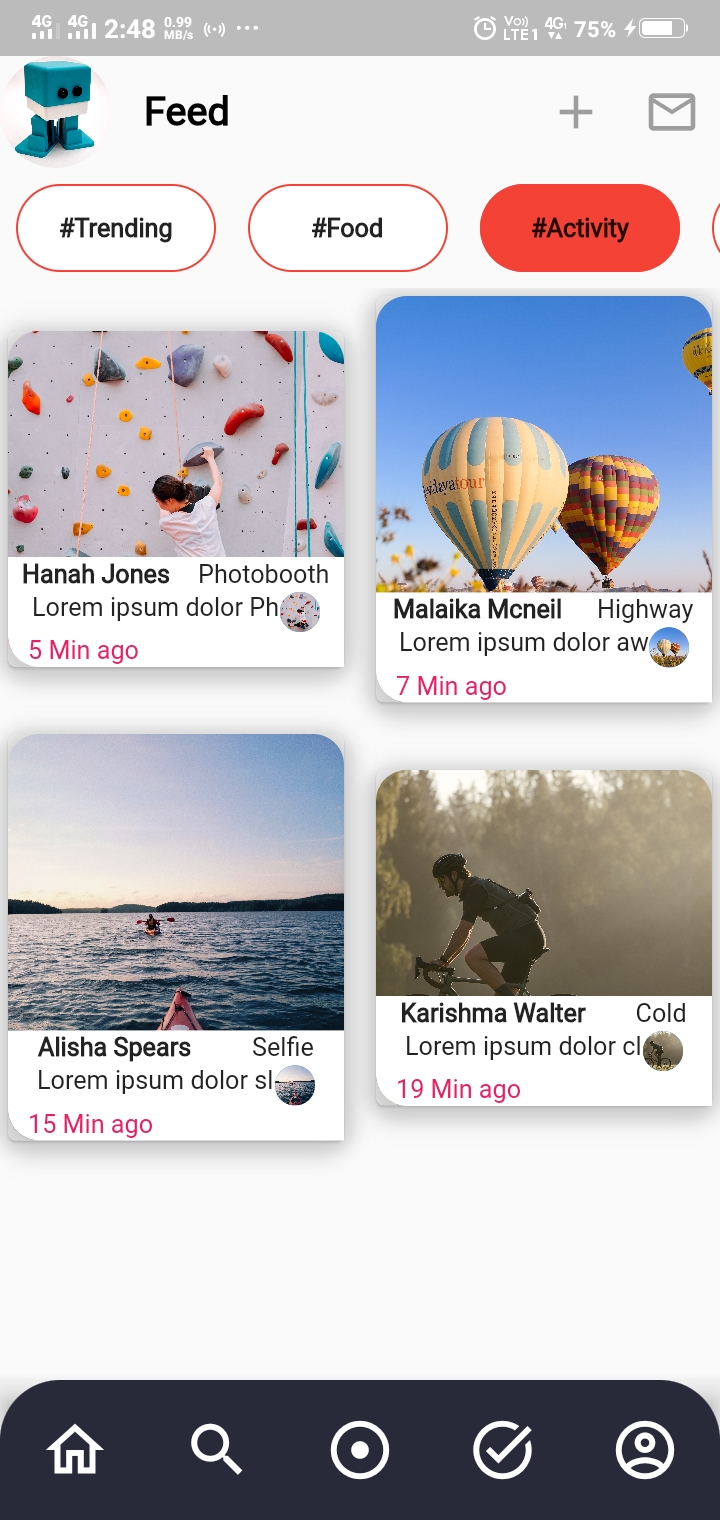 4G 4G 2:48 0.99 MB/s
Vo)) LTE1 4G 75%
Feed
#Trending #Food #Activity
Hanah Jones Photobooth
Lorem ipsum dolor Ph
5 Min ago
vidayatour
Malaika Mcneil Highway
Lorem ipsum dolor aw
7 Min ago
Alisha Spears Selfie
Lorem ipsum dolor sl
15 Min ago
Karishma Walter Cold
Lorem ipsum dolor cl
19 Min ago